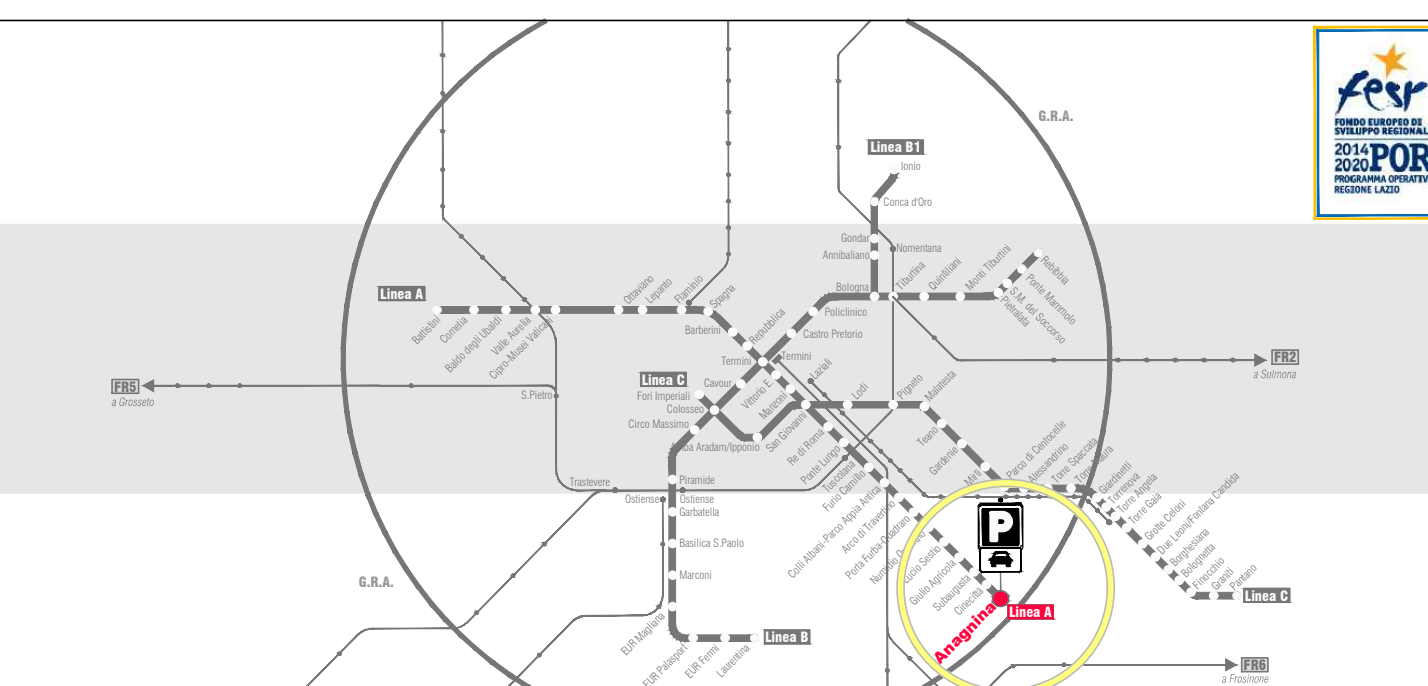 G.R.A.
fesr
FONDO EUROPEO DI
SVILUPPO REGIONAL
2014
2020
POR
PROGRAMMA OPERATIV
REGIONE LAZIO
Linea B1
Ionio
Conca d'Oro
Gondar
Nomentana
Annibaliano
Bologna
Tiburtina
Quintiliani
Monti Tiburtini
Rebibbia
Ponte Mammolo
S.M. del Soccorso
Pietralata
Policlinico
Castro Pretorio
Linea A
Battistini
Cornelia
Baldo degli Ubaldi
Valle Aurelia
Cipro-Musei Vaticani
Ottaviano
Lepanto
Flaminio
Spagna
Barberini
Repubblica
Termini
Termini
Laziali
FR2
a Sulmona
FR5
a Grosseto
S.Pietro
Linea C
Fori Imperiali
Colosseo
Cavour
Vittorio E.
Manzoni
Circo Massimo
Amba Aradam/Ipponio
San Giovanni
Lodi
Pigneto
Malatesta
Teano
Gardenie
Mirti
Parco di Centocelle
Alessandrino
Torre Spaccata
Torre Maura
Giardinetti
Torrenova
Torre Angela
Torre Gaia
Grotte Celoni
Due Leoni/Fontana Candida
Borghesiana
Bolognetta
Finocchio
Graniti
Pantano
Linea C
Re di Roma
Ponte Lungo
Tuscolana
Furio Camillo
Colli Albani-Parco Appia Antica
Arco di Travertino
Porta Furba-Quadraro
Lucio Sestio
Giulio Agricola
Subaugusta
Cinecittà
Anagnina
Linea A
P
Trastevere
Ostiense
Piramide
Ostiense
Garbatella
Basilica S.Paolo
Marconi
EUR Magliana
EUR Palasport
EUR Fermi
Laurentina
Linea B
G.R.A.
FR6
a Frosinone